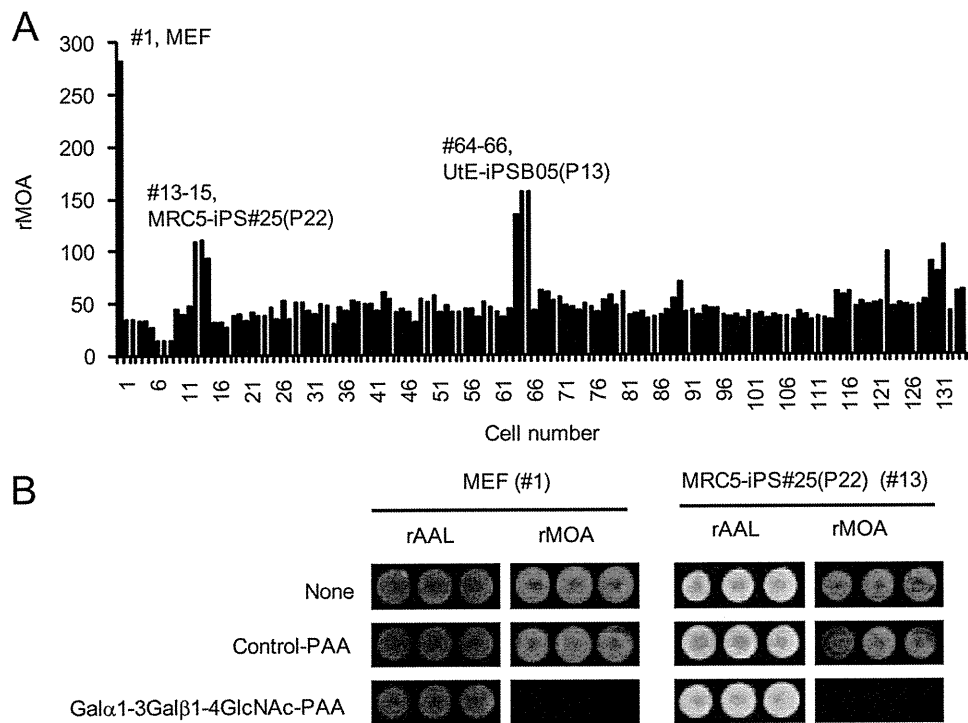 A
#1, MEF
300
250
200
150
100
50
0
rMOA
#13-15,
MRC5-iPS#25(P22)
#64-66,
UtE-iPSB05(P13)
1 6 11 16 21 26 31 36 41 46 51 56 61 66 71 76 81 86 91 96 101 106 111 116 121 126 131
Cell number
B
MEF (#1) MRC5-iPS#25(P22) (#13)
rAAL rMOA rAAL rMOA
None
Control-PAA
Galα1-3Galβ1-4GlcNAc-PAA